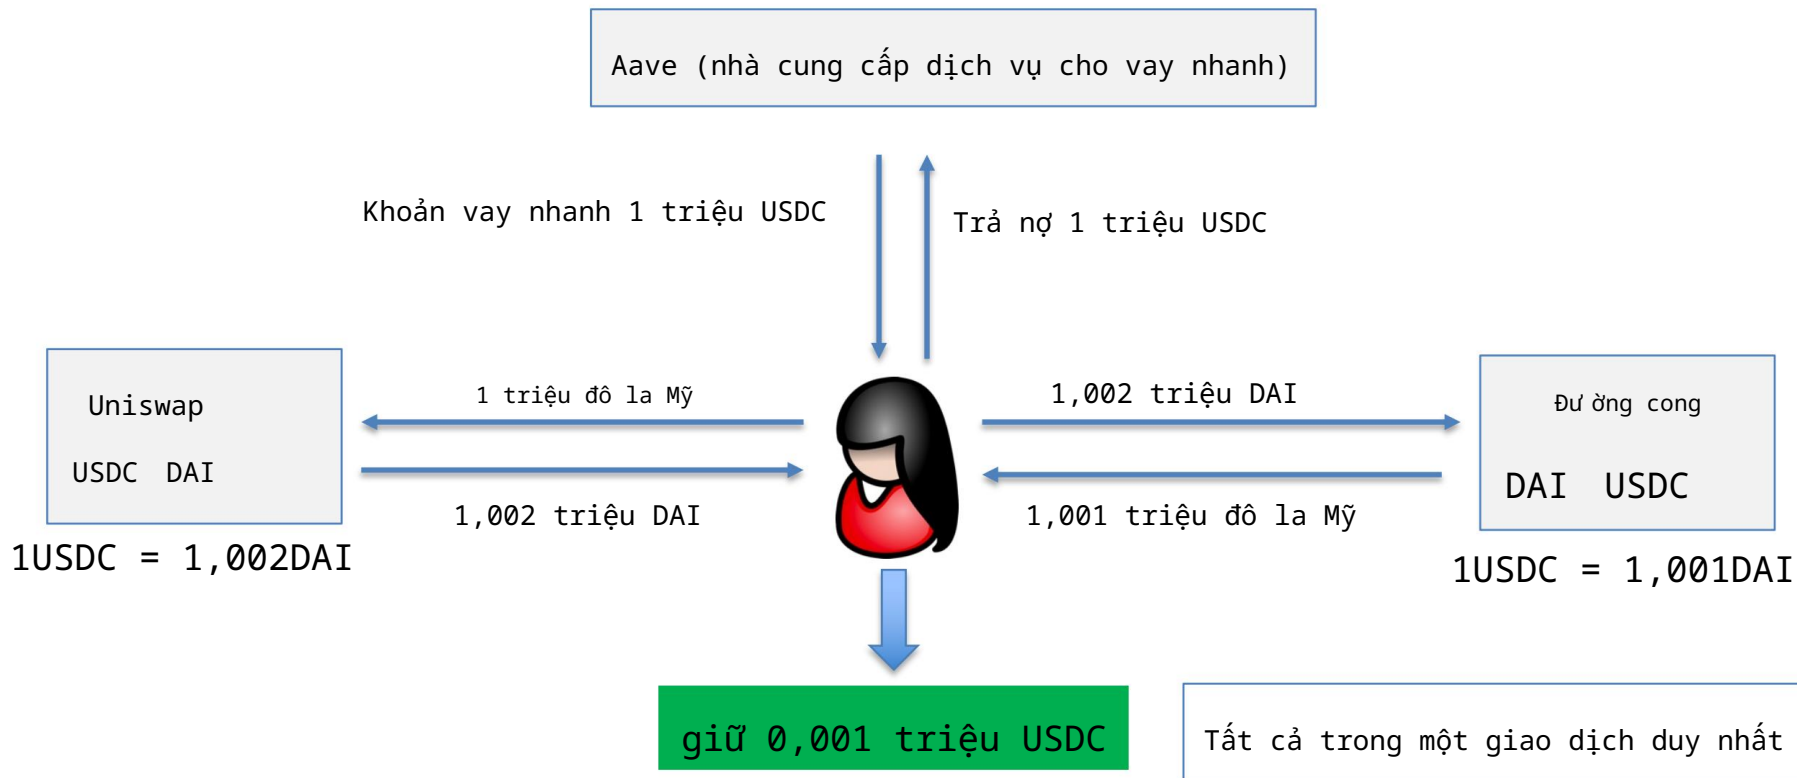 Aave (nhà cung cấp dịch vụ cho vay nhanh)
Khoản vay nhanh 1 triệu USDC
Trả nợ 1 triệu USDC
Uniswap
USDC DAI
1USDC = 1,002DAI
1 triệu đô la Mỹ
1,002 triệu DAI
1,002 triệu DAI
1,001 triệu đô la Mỹ
Đường cong
DAI USDC
1USDC = 1,001DAI
giữ 0,001 triệu USDC
Tất cả trong một giao dịch duy nhất